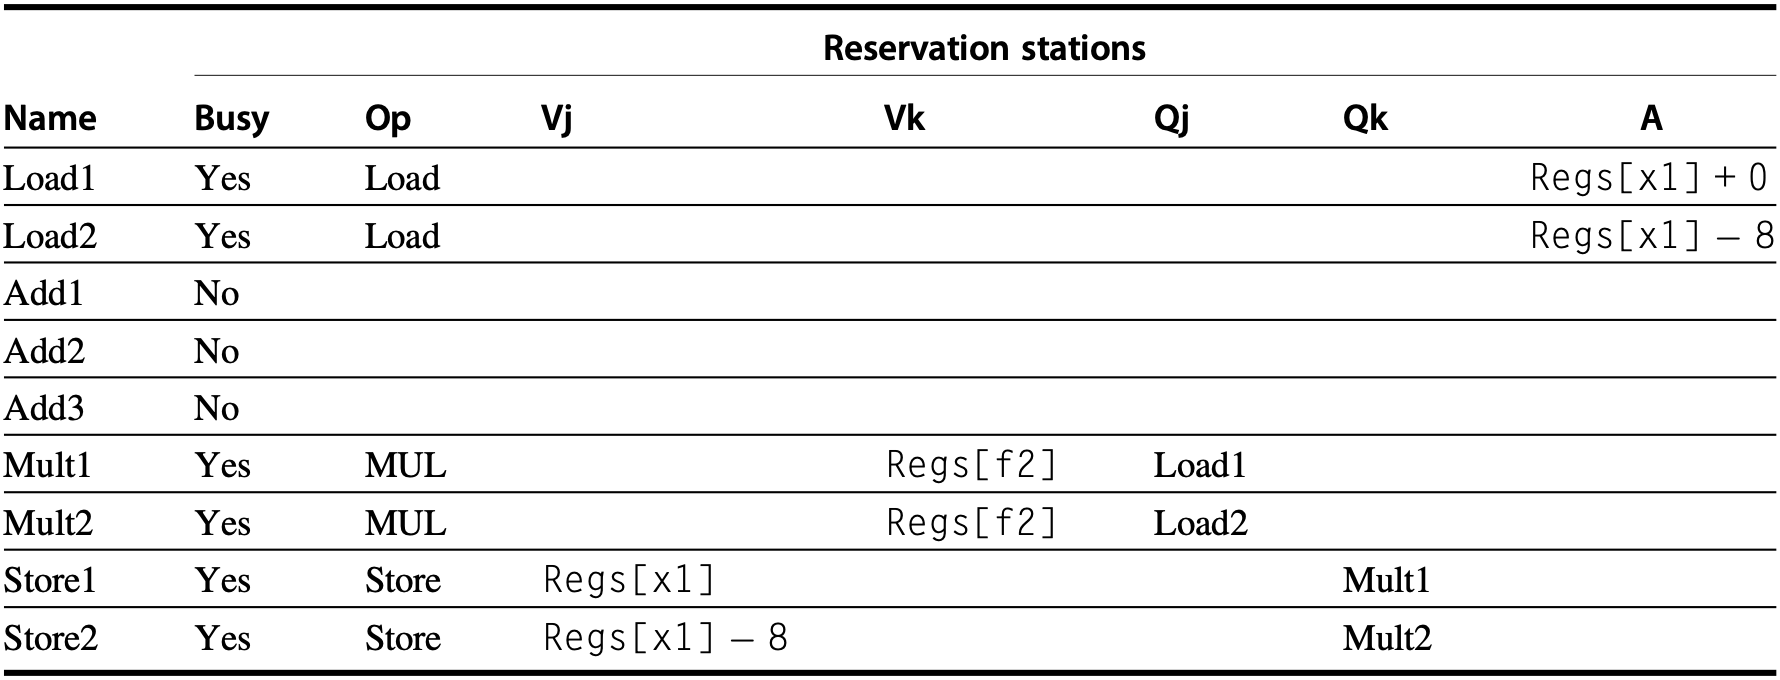 Reservation stations
Name Busy Op Vj Vk Qj Qk A
Load1 Yes Load Regs[x1] + 0
Load2 Yes Load Regs[x1] − 8
Add1 No
Add2 No
Add3 No
Mult1 Yes MUL Regs[f2] Load1
Mult2 Yes MUL Regs[f2] Load2
Store1 Yes Store Regs[x1] Mult1
Store2 Yes Store Regs[x1] − 8 Mult2